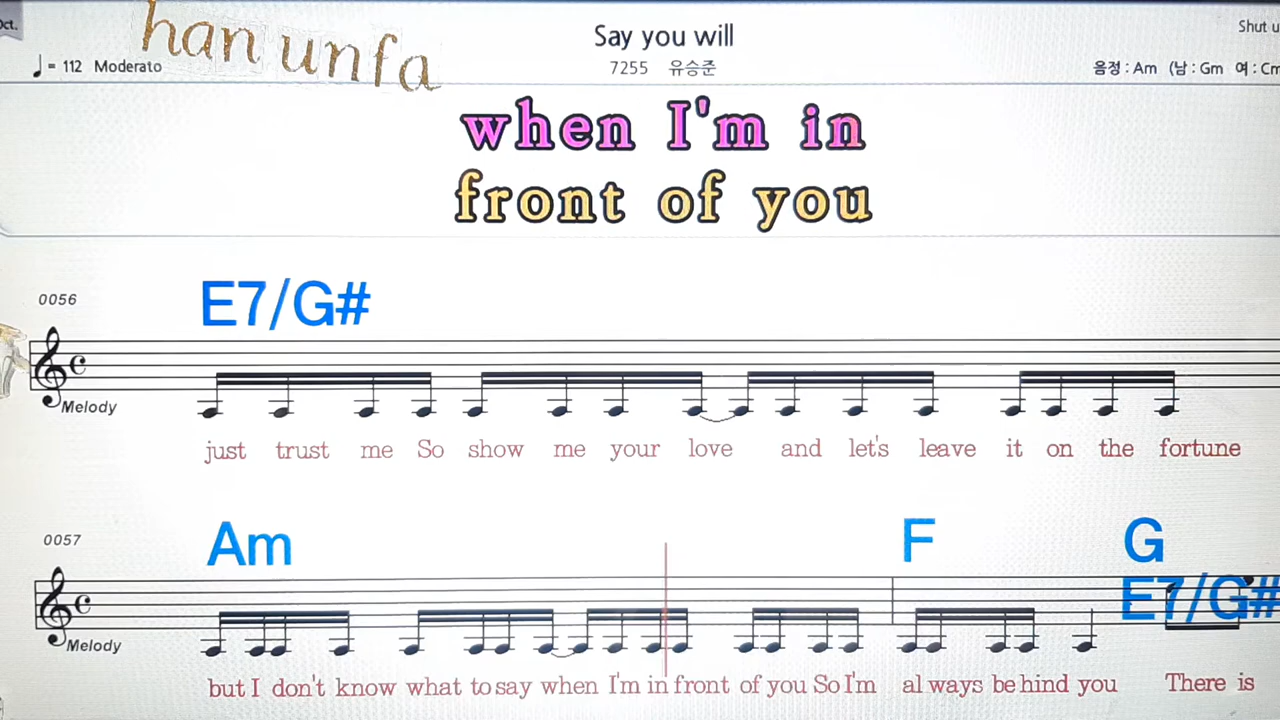 Oct.
han unfa
Say you will
Shut u
♩= 112 Moderato
7255 유승준
음정 : Am (남 : Gm 여 : Cm
when I'm in
front of you
0056
E7/G#
Melody
just trust me So show me your love and let's leave it on the fortune
0057
Am F G
E7/G#
Melody
but I don't know what to say when I'm in front of you So I'm always behind you There is